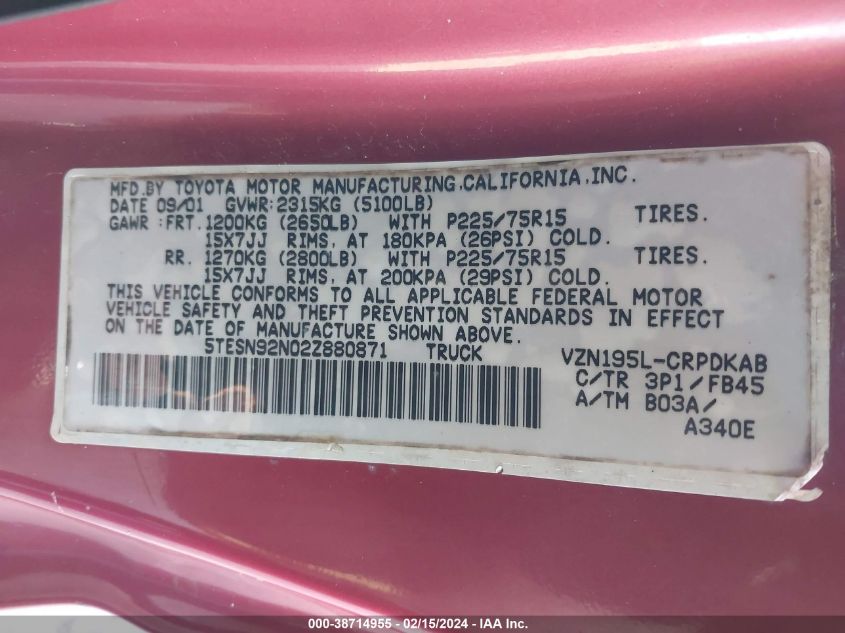 MFD.BY TOYOTA MOTOR MANUFACTURING,CALIFORNIA,INC.
DATE 09/01 GVWR:2315KG (5100LB)
GAWR :FRT.1200KG (2650LB) WITH P225/75R15 TIRES.
15X7JJ RIMS, AT 180KPA (26PSI) COLD.
RR. 1270KG (2800LB) WITH P225/75R15 TIRES.
15X7JJ RIMS, AT 200KPA (29PSI) COLD.
THIS VEHICLE CONFORMS TO ALL APPLICABLE FEDERAL MOTOR
VEHICLE SAFETY AND THEFT PREVENTION STANDARDS IN EFFECT
ON THE DATE OF MANUFACTURE SHOWN ABOVE.
5TESN92N02Z880871 TRUCK VZN195L-CRPDKAB
C/TR 3P1/FB45
A/TM B03A/
A340E
000-38714955 - 02/15/2024 - IAA Inc.